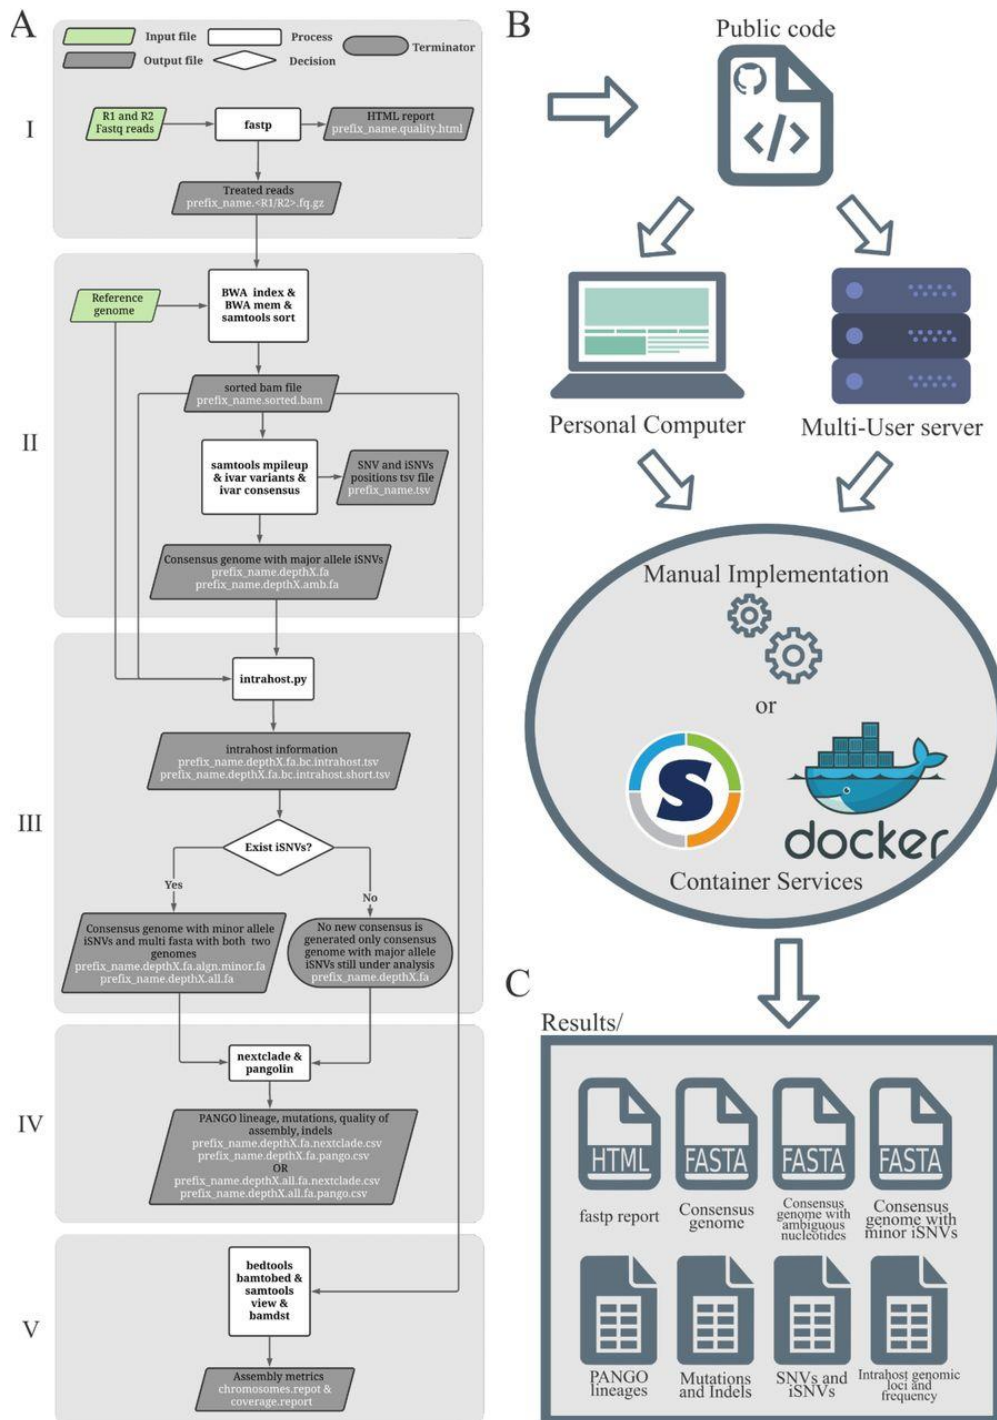 A
Input file
Process
Terminator
Output file
Decision
I
R1 and R2
Fastq reads
fastp
HTML report
prefix_name.quality.html
Treated reads
prefix_name.<R1/R2>.fq.gz
II
Reference
genome
BWA index &
BWA mem &
samtools sort
sorted bam file
prefix_name.sorted.bam
samtools mpileup
& ivar variants &
ivar consensus
SNV and iSNVs
positions tsv file
prefix_name.tsv
Consensus genome with major allele iSNVs
prefix_name.depthX.fa
prefix_name.depthX.amb.fa
III
intrahost.py
intrahost information
prefix_name.depthX.fa.bc.intrahost.tsv
prefix_name.depthX.fa.bc.intrahost.short.tsv
Exist iSNVs?
Yes
No
Consensus genome with minor allele
iSNVs and multi fasta with both two
genomes
prefix_name.depthX.fa.algn.minor.fa
prefix_name.depthX.all.fa
No new consensus is
generated only consensus
genome with major allele
iSNVs still under analysis
prefix_name.depthX.fa
IV
nextclade &
pangolin
PANGO lineage, mutations, quality of
assembly, indels
prefix_name.depthX.fa.nextclade.csv
prefix_name.depthX.fa.pango.csv
OR
prefix_name.depthX.all.fa.nextclade.csv
prefix_name.depthX.all.fa.pango.csv
V
bedtools
bamtobed &
samtools
view &
bamdst
Assembly metrics
chromosomes.repot &
coverage.report
B
Public code
</>
Personal Computer
Multi-User server
Manual Implementation
or
S
docker
Container Services
C
Results/
HTML
FASTA
FASTA
FASTA
fastp report
Consensus
genome
Consensus
genome with
ambiguous
nucleotides
Consensus
genome with
minor iSNVs
PANGO
lineages
Mutations
and Indels
SNVs and
iSNVs
Intrahost genomic
loci and
frequency